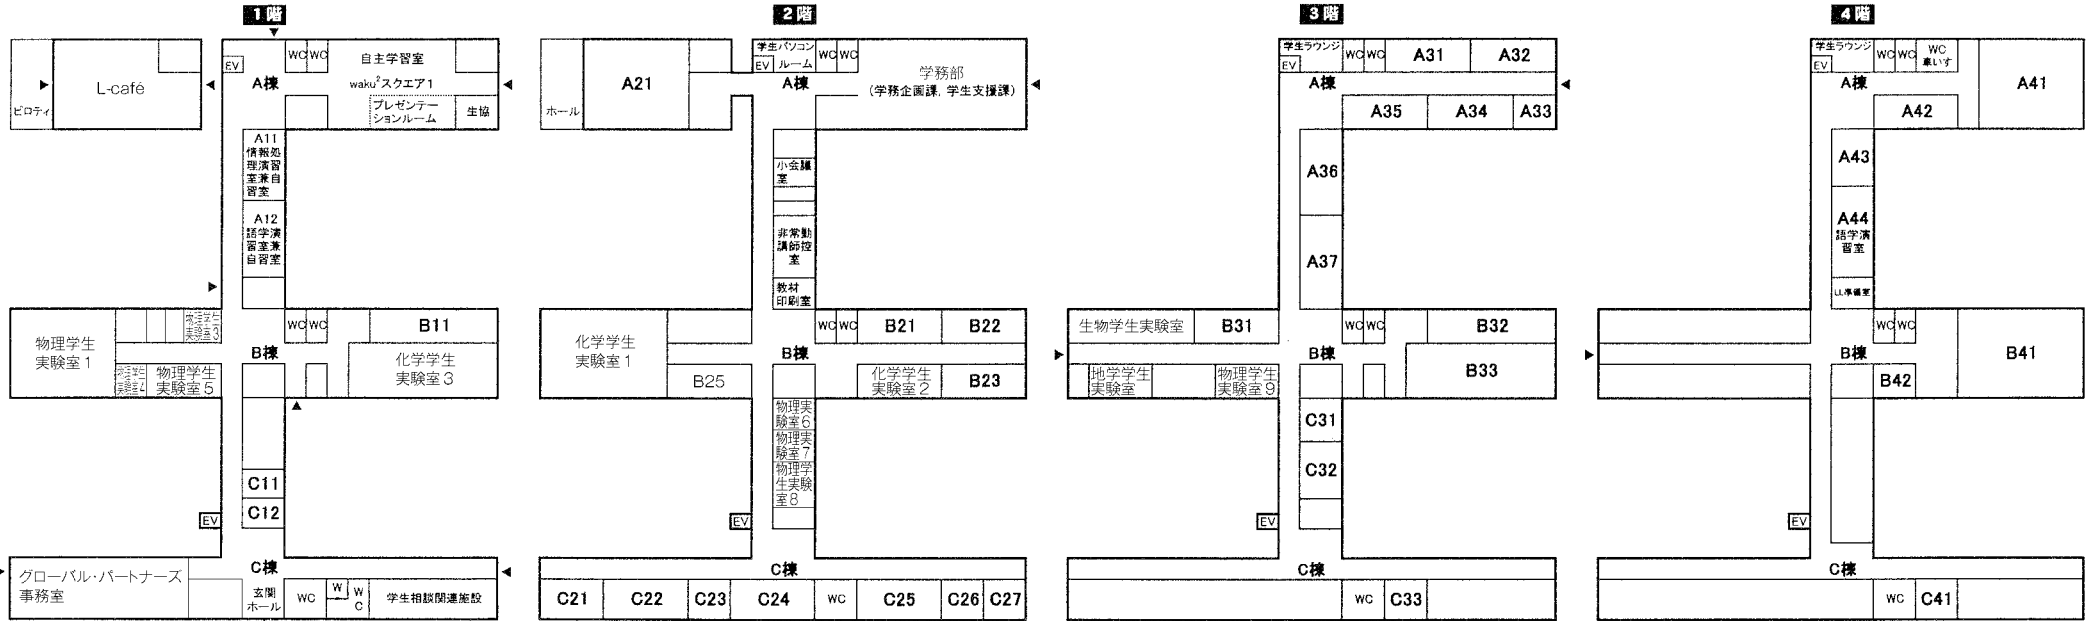 1階
WC
WC
自主学習室
EV
L-café
A棟
waku²スクエア1
ピロティ
プレゼンテー
ションルーム
生協
A11
情報処
理演習
室兼自
習室
A12
語学演
習室兼
自習室
物理学生
実験室1
物理学生
実験室3
WC
WC
B11
B棟
化学学生
実験室3
物理学生
実験室4
物理学生
実験室5
C11
C12
EV
C棟
グローバル・パートナーズ
事務室
玄関
ホール
WC
W
W
C
学生相談関連施設
2階
学生パソコン
ルーム
EV
WC
WC
学務部
(学務企画課, 学生支援課)
A21
A棟
ホール
小会議
室
非常勤
講師控
室
教材
印刷室
化学学生
実験室1
WC
WC
B21
B22
B棟
B25
化学学生
実験室2
B23
物理実
験室6
物理実
験室7
物理学
生実験
室8
EV
C棟
C21
C22
C23
C24
WC
C25
C26
C27
3階
学生ラウンジ
EV
WC
WC
A31
A32
A棟
A35
A34
A33
A36
A37
生物学生実験室
B31
WC
WC
B32
B棟
B33
地学学生
実験室
物理学生
実験室9
C31
C32
EV
C棟
WC
C33
4階
学生ラウンジ
EV
WC
WC
WC
車いす
A41
A棟
A42
A43
A44
語学演
習室
LL準備室
WC
WC
B棟
B41
B42
EV
C棟
WC
C41